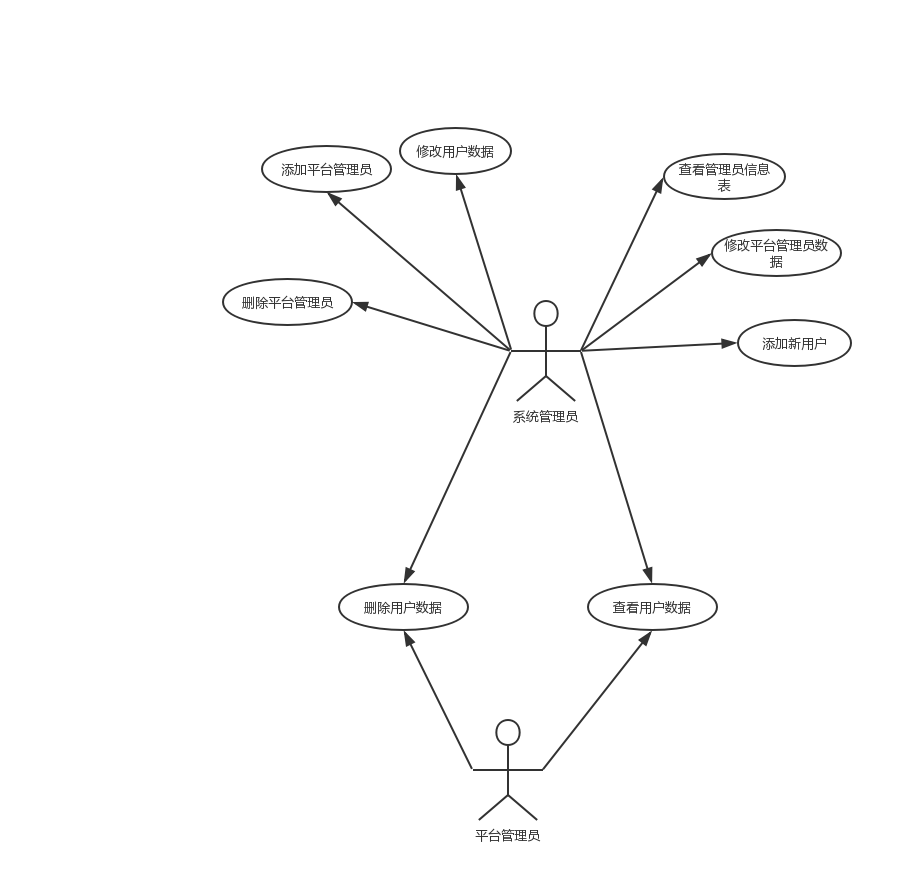 修改用户数据
添加平台管理员
查看管理员信息
表
修改平台管理员数
据
删除平台管理员
添加新用户
系统管理员
删除用户数据
查看用户数据
平台管理员